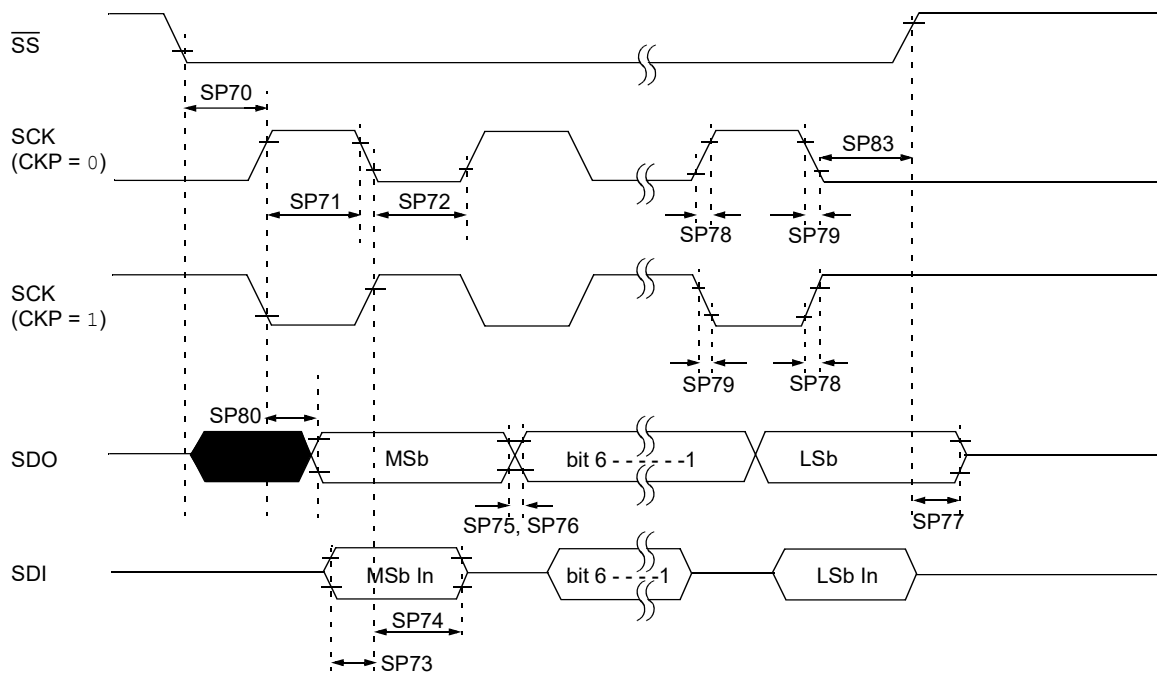 SS
SP70
SCK
(CKP = 0)
SP83
SP71
SP72
SP78
SP79
SCK
(CKP = 1)
SP79
SP78
SP80
SDO
MSb
bit 6 - - - - - -1
LSb
SP75, SP76
SP77
SDI
MSb In
bit 6 - - - -1
LSb In
SP74
SP73